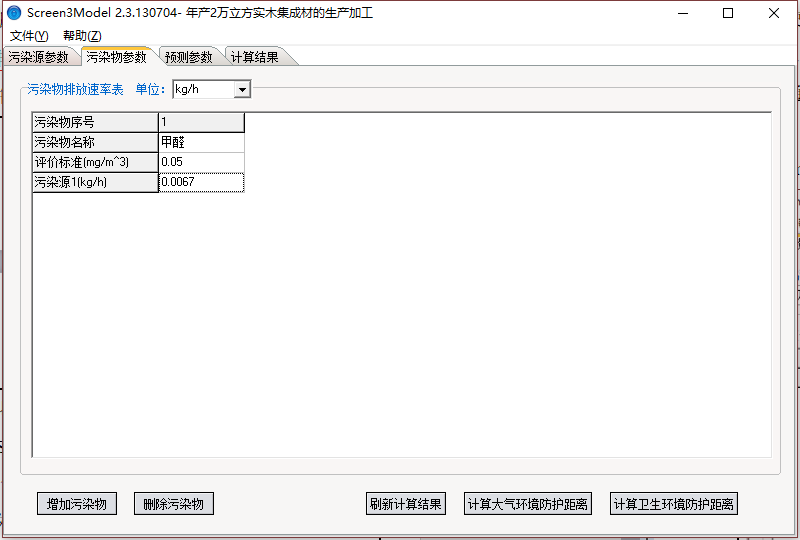 Screen3Model 2.3.130704- 年产2万立方实木集成材的生产加工
文件(Y) 帮助(Z)
污染源参数 污染物参数 预测参数 计算结果
污染物排放速率表 单位: kg/h
污染物序号 1
污染物名称 甲醛
评价标准(mg/m^3) 0.05
污染源1(kg/h) 0.0067
增加污染物 删除污染物 刷新计算结果 计算大气环境防护距离 计算卫生环境防护距离